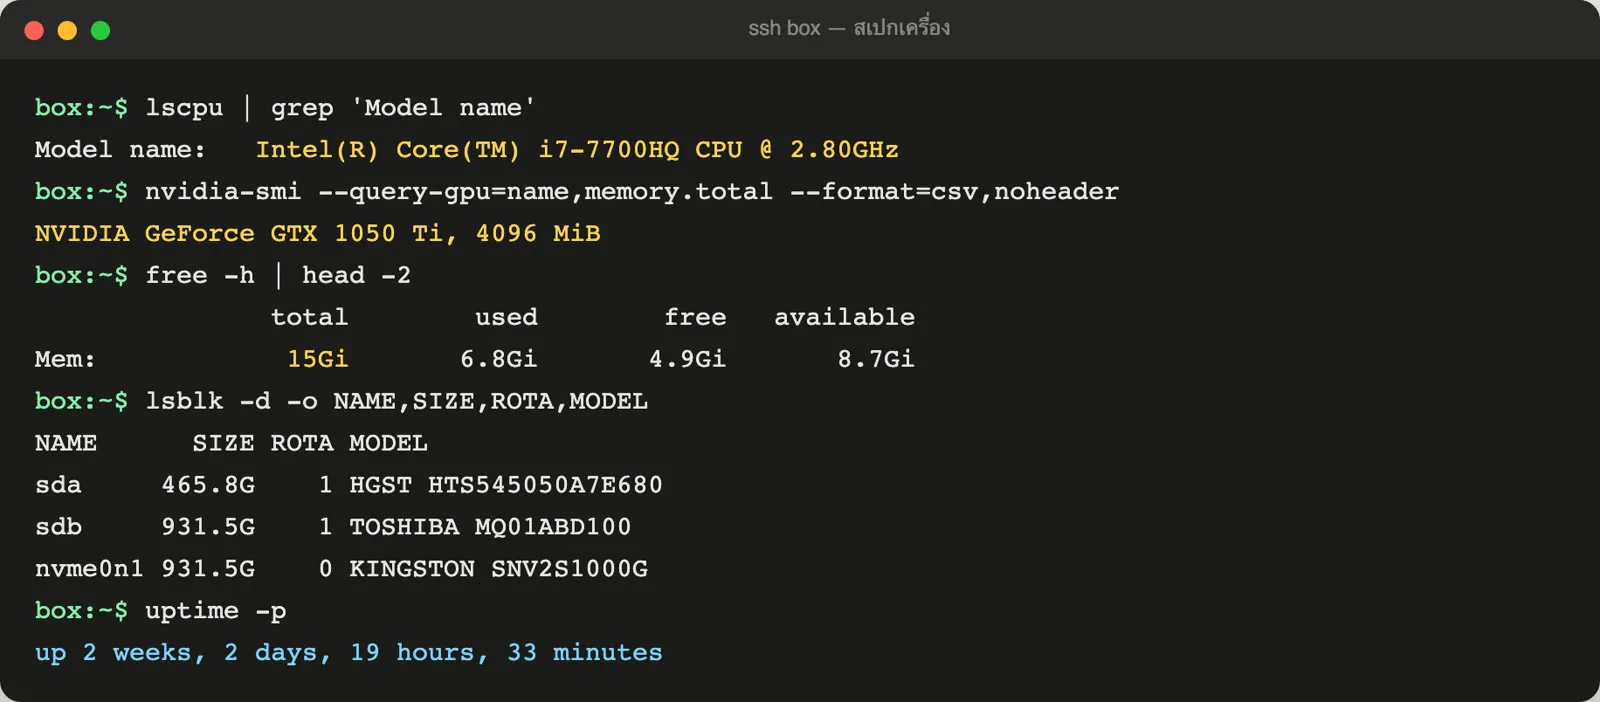 ssh box — สเปกเครื่อง
box:~$ lscpu | grep 'Model name'
Model name:   Intel(R) Core(TM) i7-7700HQ CPU @ 2.80GHz
box:~$ nvidia-smi --query-gpu=name,memory.total --format=csv,noheader
NVIDIA GeForce GTX 1050 Ti, 4096 MiB
box:~$ free -h | head -2
               total        used        free   available
Mem:            15Gi       6.8Gi       4.9Gi       8.7Gi
box:~$ lsblk -d -o NAME,SIZE,ROTA,MODEL
NAME      SIZE ROTA MODEL
sda     465.8G    1 HGST HTS545050A7E680
sdb     931.5G    1 TOSHIBA MQ01ABD100
nvme0n1 931.5G    0 KINGSTON SNV2S1000G
box:~$ uptime -p
up 2 weeks, 2 days, 19 hours, 33 minutes